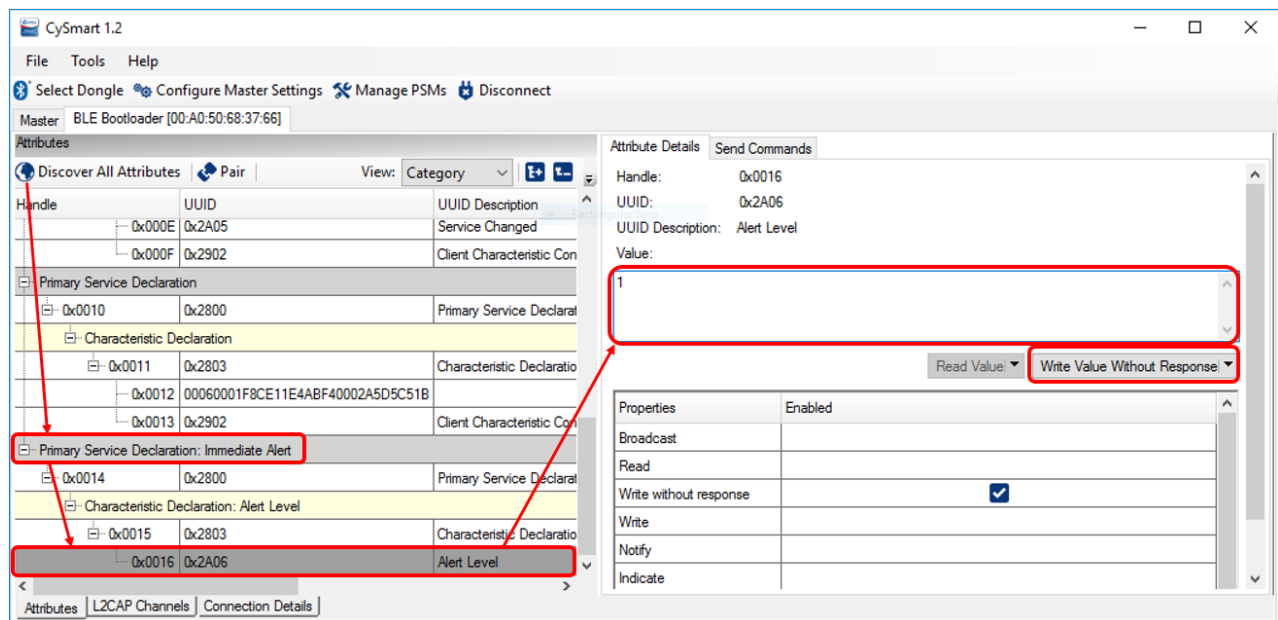 CySmart 1.2
File Tools Help
Select Dongle Configure Master Settings Manage PSMs Disconnect
Master BLE Bootloader [00:A0:50:68:37:66]
Attributes
Discover All Attributes Pair View: Category
Handle UUID UUID Description
0x000E 0x2A05 Service Changed
0x000F 0x2902 Client Characteristic Con
Primary Service Declaration
0x0010 0x2800 Primary Service Declarat
Characteristic Declaration
0x0011 0x2803 Characteristic Declaratio
0x0012 00060001F8CE11E4ABF40002A5D5C51B
0x0013 0x2902 Client Characteristic Con
Primary Service Declaration: Immediate Alert
0x0014 0x2800 Primary Service Declarat
Characteristic Declaration: Alert Level
0x0015 0x2803 Characteristic Declaratio
0x0016 0x2A06 Alert Level
Attributes L2CAP Channels Connection Details
Attribute Details Send Commands
Handle: 0x0016
UUID: 0x2A06
Rectangular Snip
UUID Description: Alert Level
Value:
1
Read Value Write Value Without Response
Properties Enabled
Broadcast
Read
Write without response
Write
Notify
Indicate